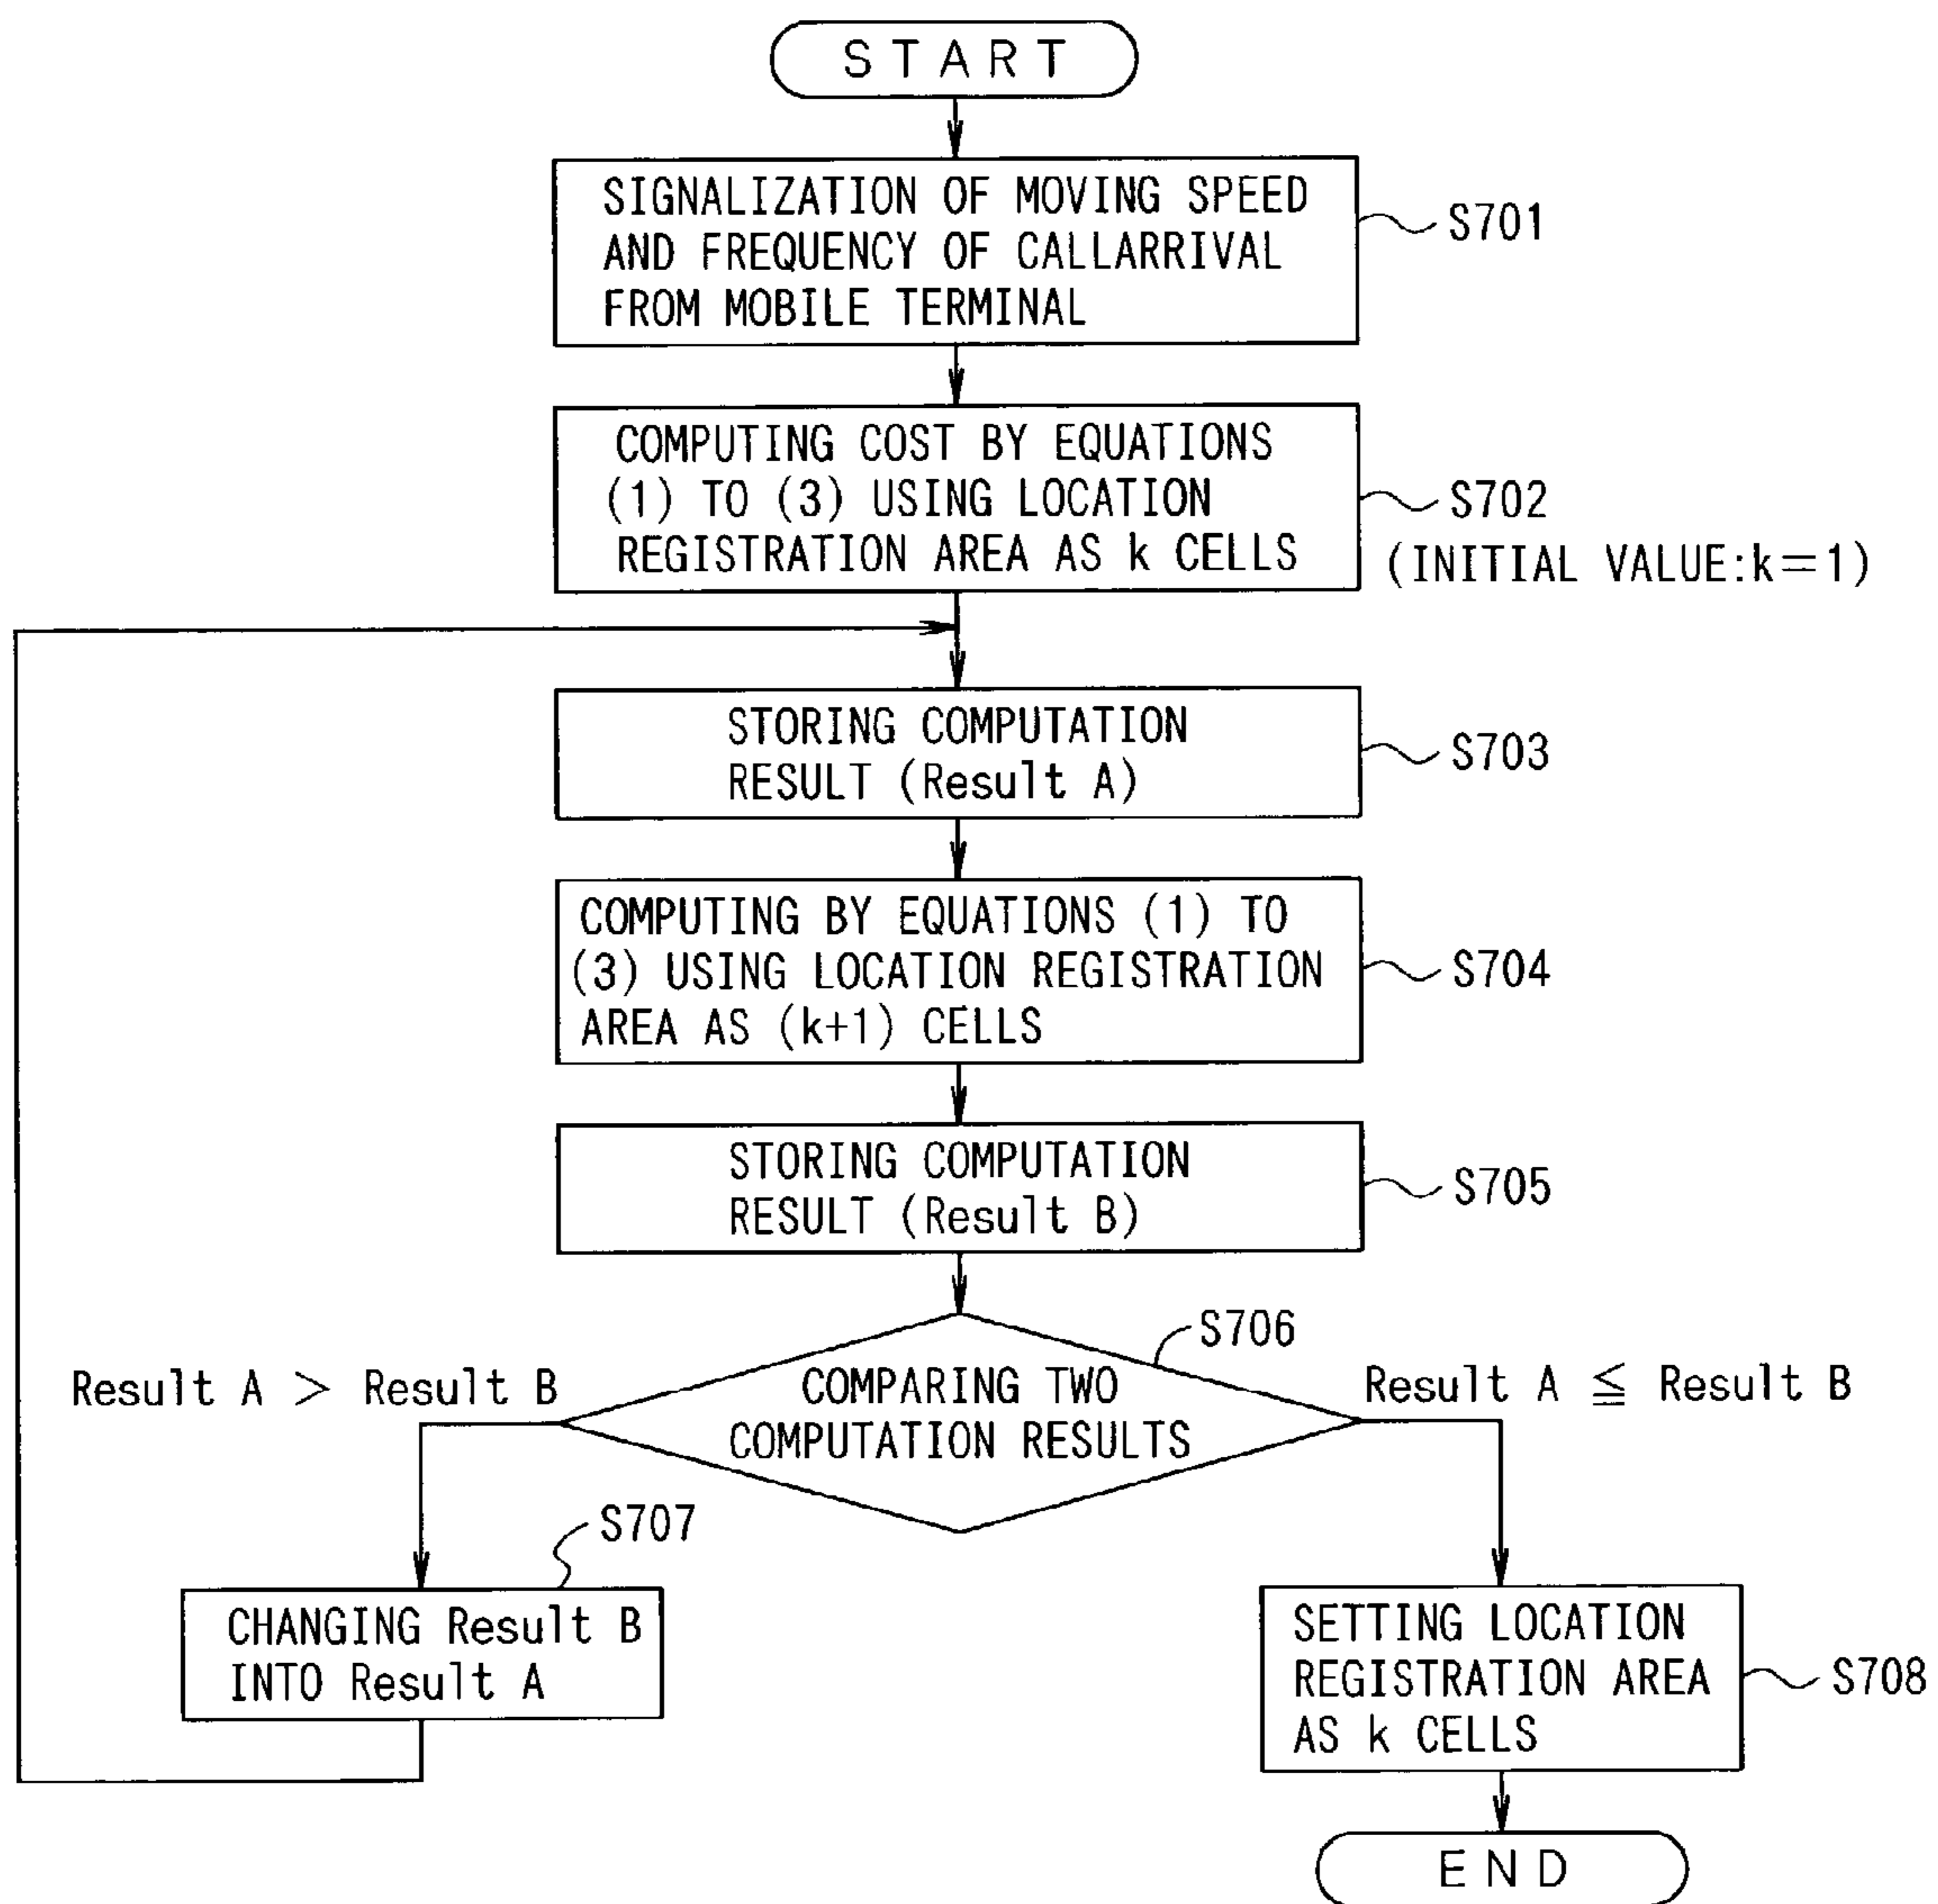 START
SIGNALIZATION OF MOVING SPEED
AND FREQUENCY OF CALLARRIVAL
FROM MOBILE TERMINAL
S701
COMPUTING COST BY EQUATIONS
(1) TO (3) USING LOCATION
REGISTRATION AREA AS k CELLS
S702
(INITIAL VALUE:k=1)
STORING COMPUTATION
RESULT (Result A)
S703
COMPUTING BY EQUATIONS (1) TO
(3) USING LOCATION REGISTRATION
AREA AS (k+1) CELLS
S704
STORING COMPUTATION
RESULT (Result B)
S705
S706
COMPARING TWO
COMPUTATION RESULTS
Result A > Result B
Result A ≦ Result B
S707
CHANGING Result B
INTO Result A
SETTING LOCATION
REGISTRATION AREA
AS k CELLS
S708
END